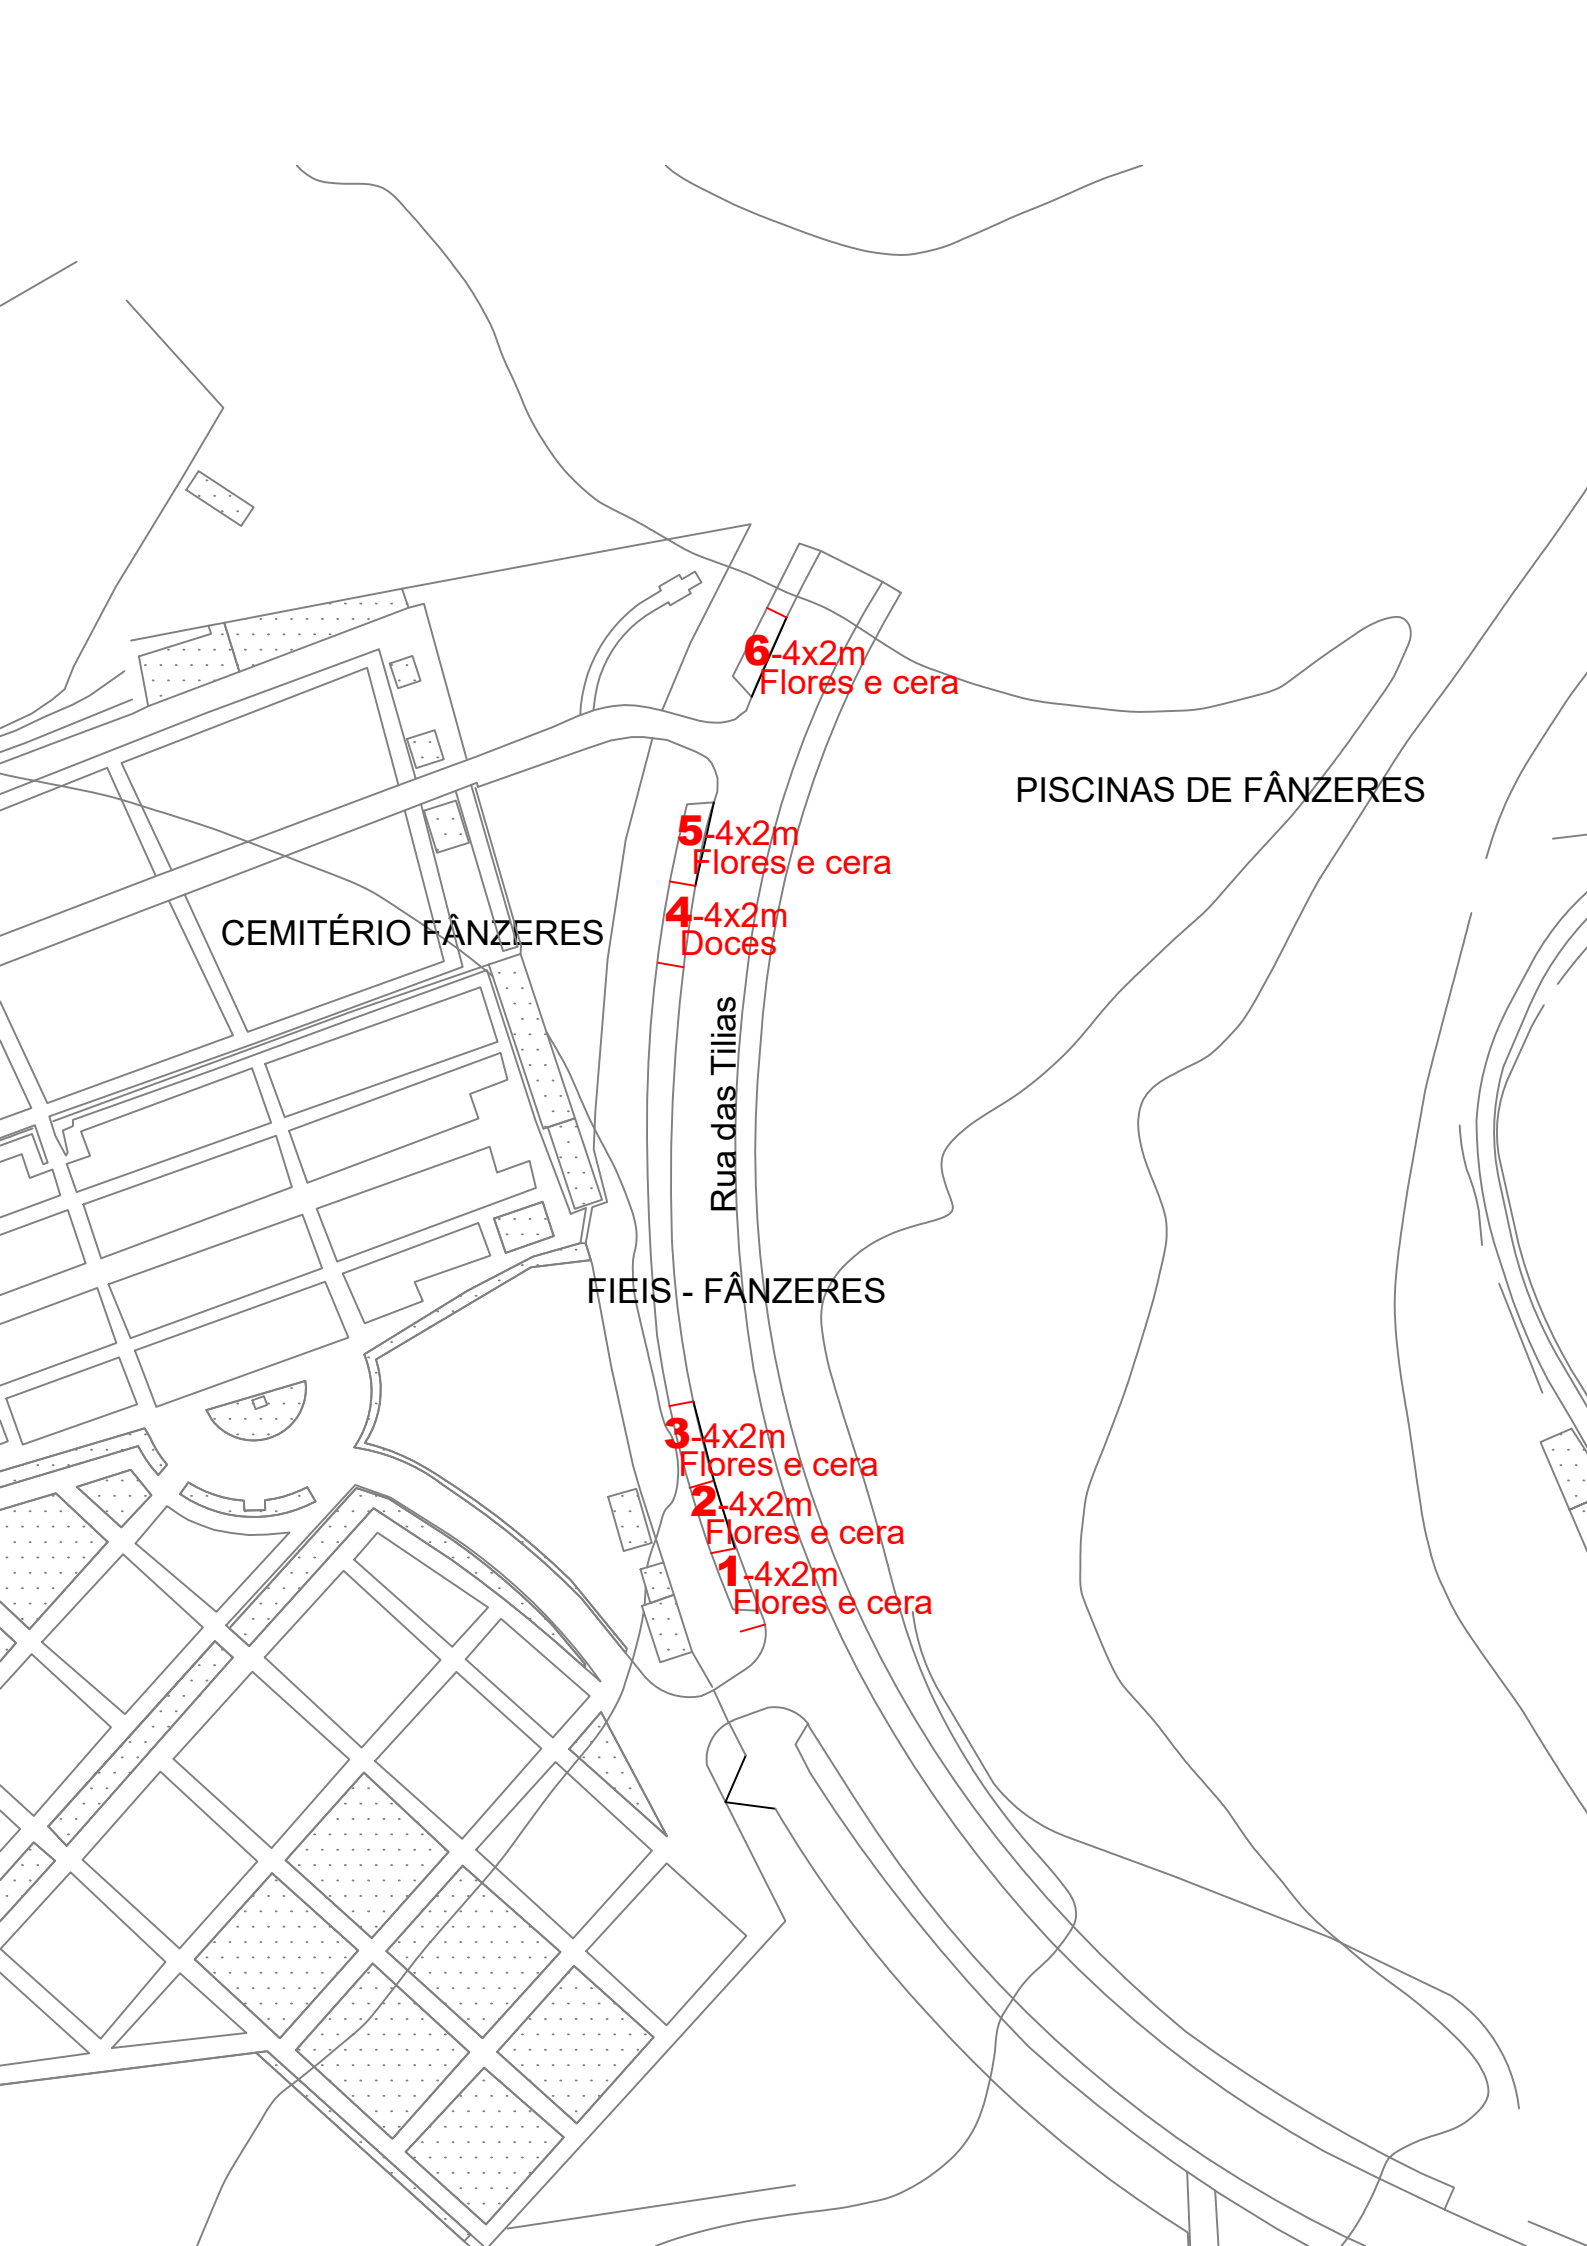 6-4x2m
Flores e cera
PISCINAS DE FÂNZERES
5-4x2m
Flores e cera
4-4x2m
Doces
CEMITÉRIO FÂNZERES
Rua das Tilias
FIEIS - FÂNZERES
3-4x2m
Flores e cera
2-4x2m
Flores e cera
1-4x2m
Flores e cera